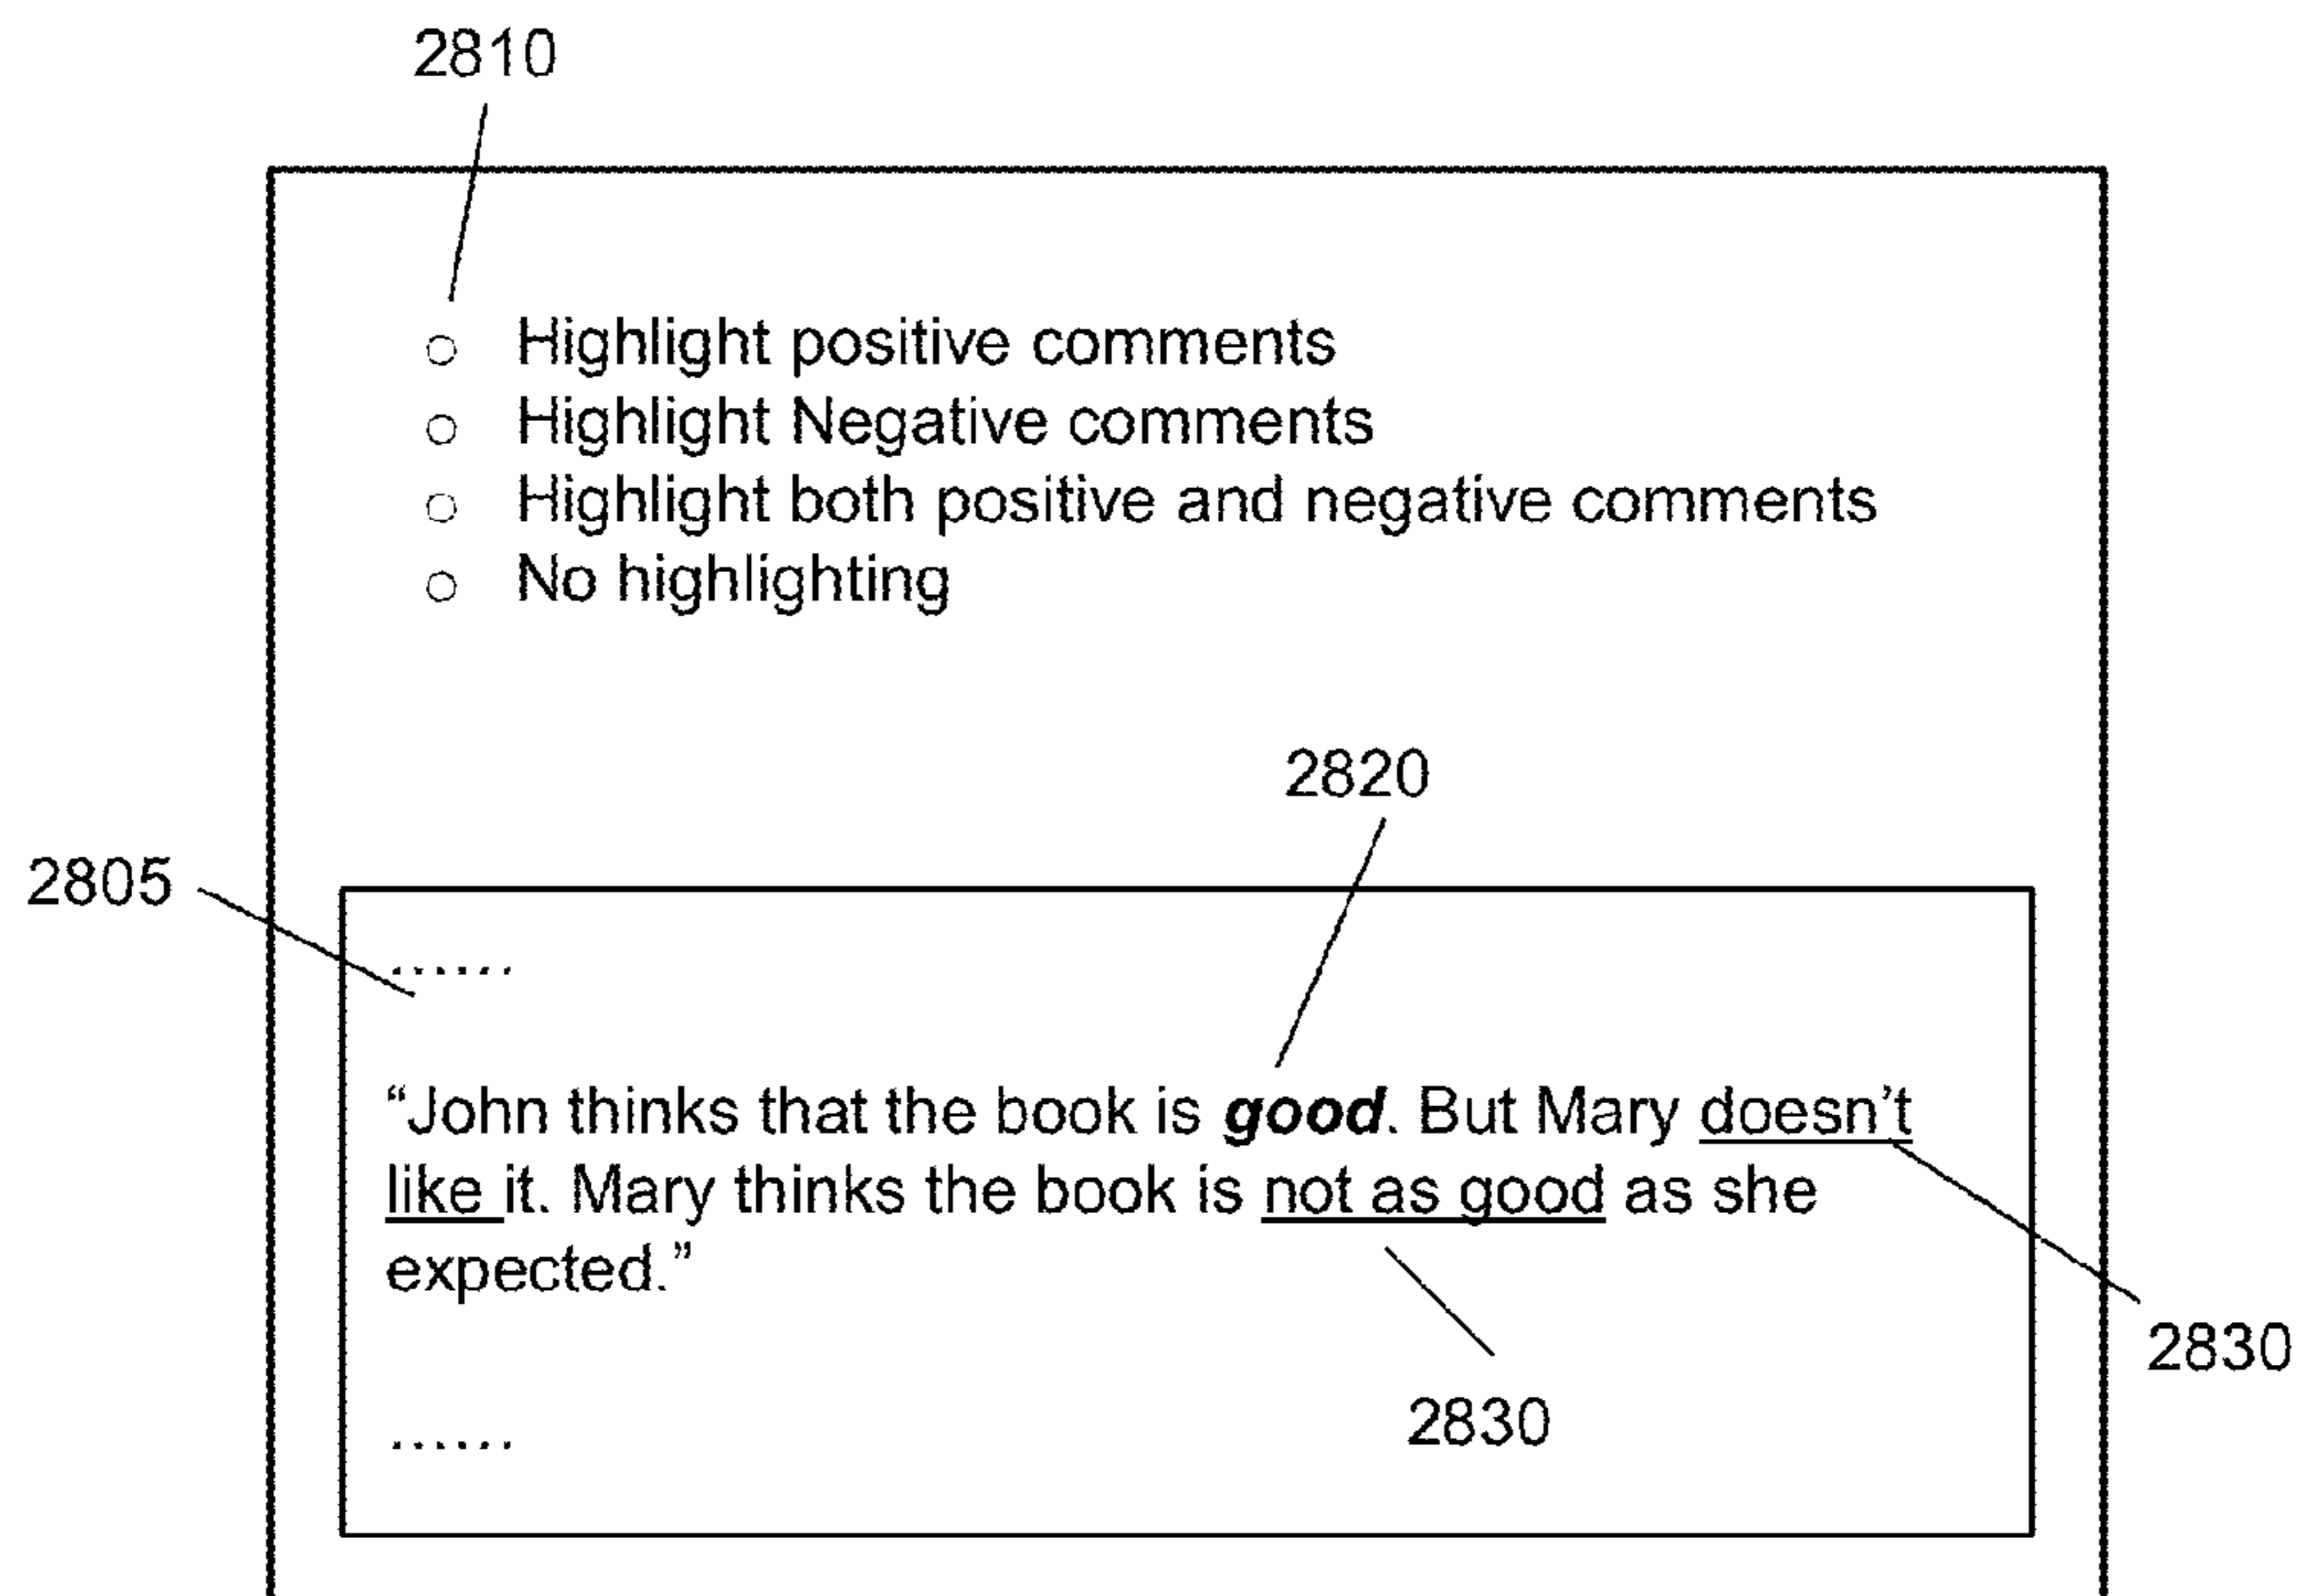 2810
○ Highlight positive comments
○ Highlight Negative comments
○ Highlight both positive and negative comments
○ No highlighting
2820
2805
......
“John thinks that the book is good. But Mary doesn’t
like it. Mary thinks the book is not as good as she
expected.”
2830
2830
......